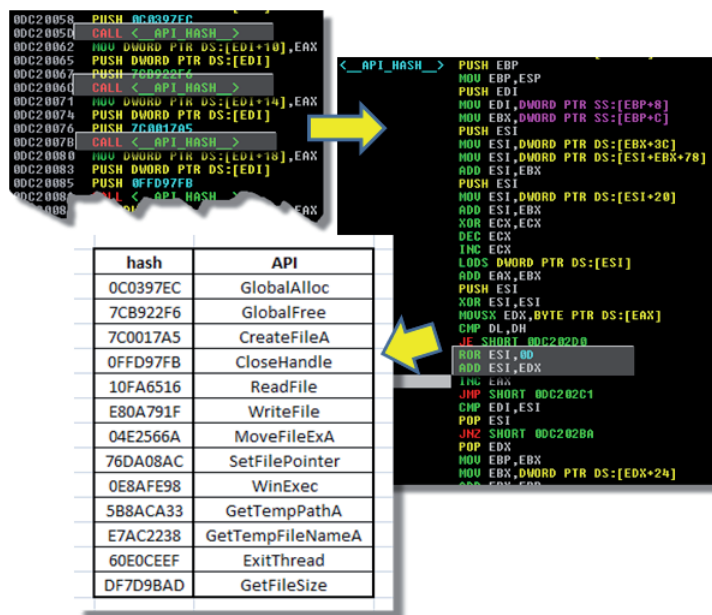 0DC20058 PUSH 0C0397EC
0DC2005D CALL <__API_HASH__>
0DC20062 MOV DWORD PTR DS:[EDI+10],EAX
0DC20065 PUSH DWORD PTR DS:[EDI]
0DC20067 PUSH 7CB922F6
0DC2006C CALL <__API_HASH__>
0DC20071 MOV DWORD PTR DS:[EDI+14],EAX
0DC20074 PUSH DWORD PTR DS:[EDI]
0DC20076 PUSH 7C0017A5
0DC2007B CALL <__API_HASH__>
0DC20080 MOV DWORD PTR DS:[EDI+18],EAX
0DC20083 PUSH DWORD PTR DS:[EDI]
0DC20085 PUSH 0FFD97FB
CALL <__API_HASH__>
<__API_HASH__> PUSH EBP
MOV EBP,ESP
PUSH EDI
MOV EDI,DWORD PTR SS:[EBP+8]
MOV EBX,DWORD PTR SS:[EBP+C]
PUSH ESI
MOV ESI,DWORD PTR DS:[EBX+3C]
MOV ESI,DWORD PTR DS:[ESI+EBX+78]
ADD ESI,EBX
PUSH ESI
MOV ESI,DWORD PTR DS:[ESI+20]
ADD ESI,EBX
XOR ECX,ECX
DEC ECX
INC ECX
LODS DWORD PTR DS:[ESI]
ADD EAX,EBX
PUSH ESI
XOR ESI,ESI
MOVSX EDX,BYTE PTR DS:[EAX]
CMP DL,DH
JE SHORT 0DC202D0
ROR ESI,0D
ADD ESI,EDX
INC EAX
JMP SHORT 0DC202C1
CMP EDI,ESI
POP ESI
JNZ SHORT 0DC202BA
POP EDX
MOV EBP,EBX
MOV EBX,DWORD PTR DS:[EDX+24]
ADD EBX,EBP
hash API
0C0397EC GlobalAlloc
7CB922F6 GlobalFree
7C0017A5 CreateFileA
0FFD97FB CloseHandle
10FA6516 ReadFile
E80A791F WriteFile
04E2566A MoveFileExA
76DA08AC SetFilePointer
0E8AFE98 WinExec
5B8ACA33 GetTempPathA
E7AC2238 GetTempFileNameA
60E0CEEF ExitThread
DF7D9BAD GetFileSize